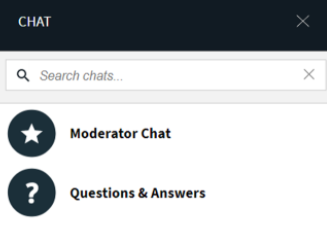 CHAT
Search chats...
Moderator Chat
? Questions & Answers